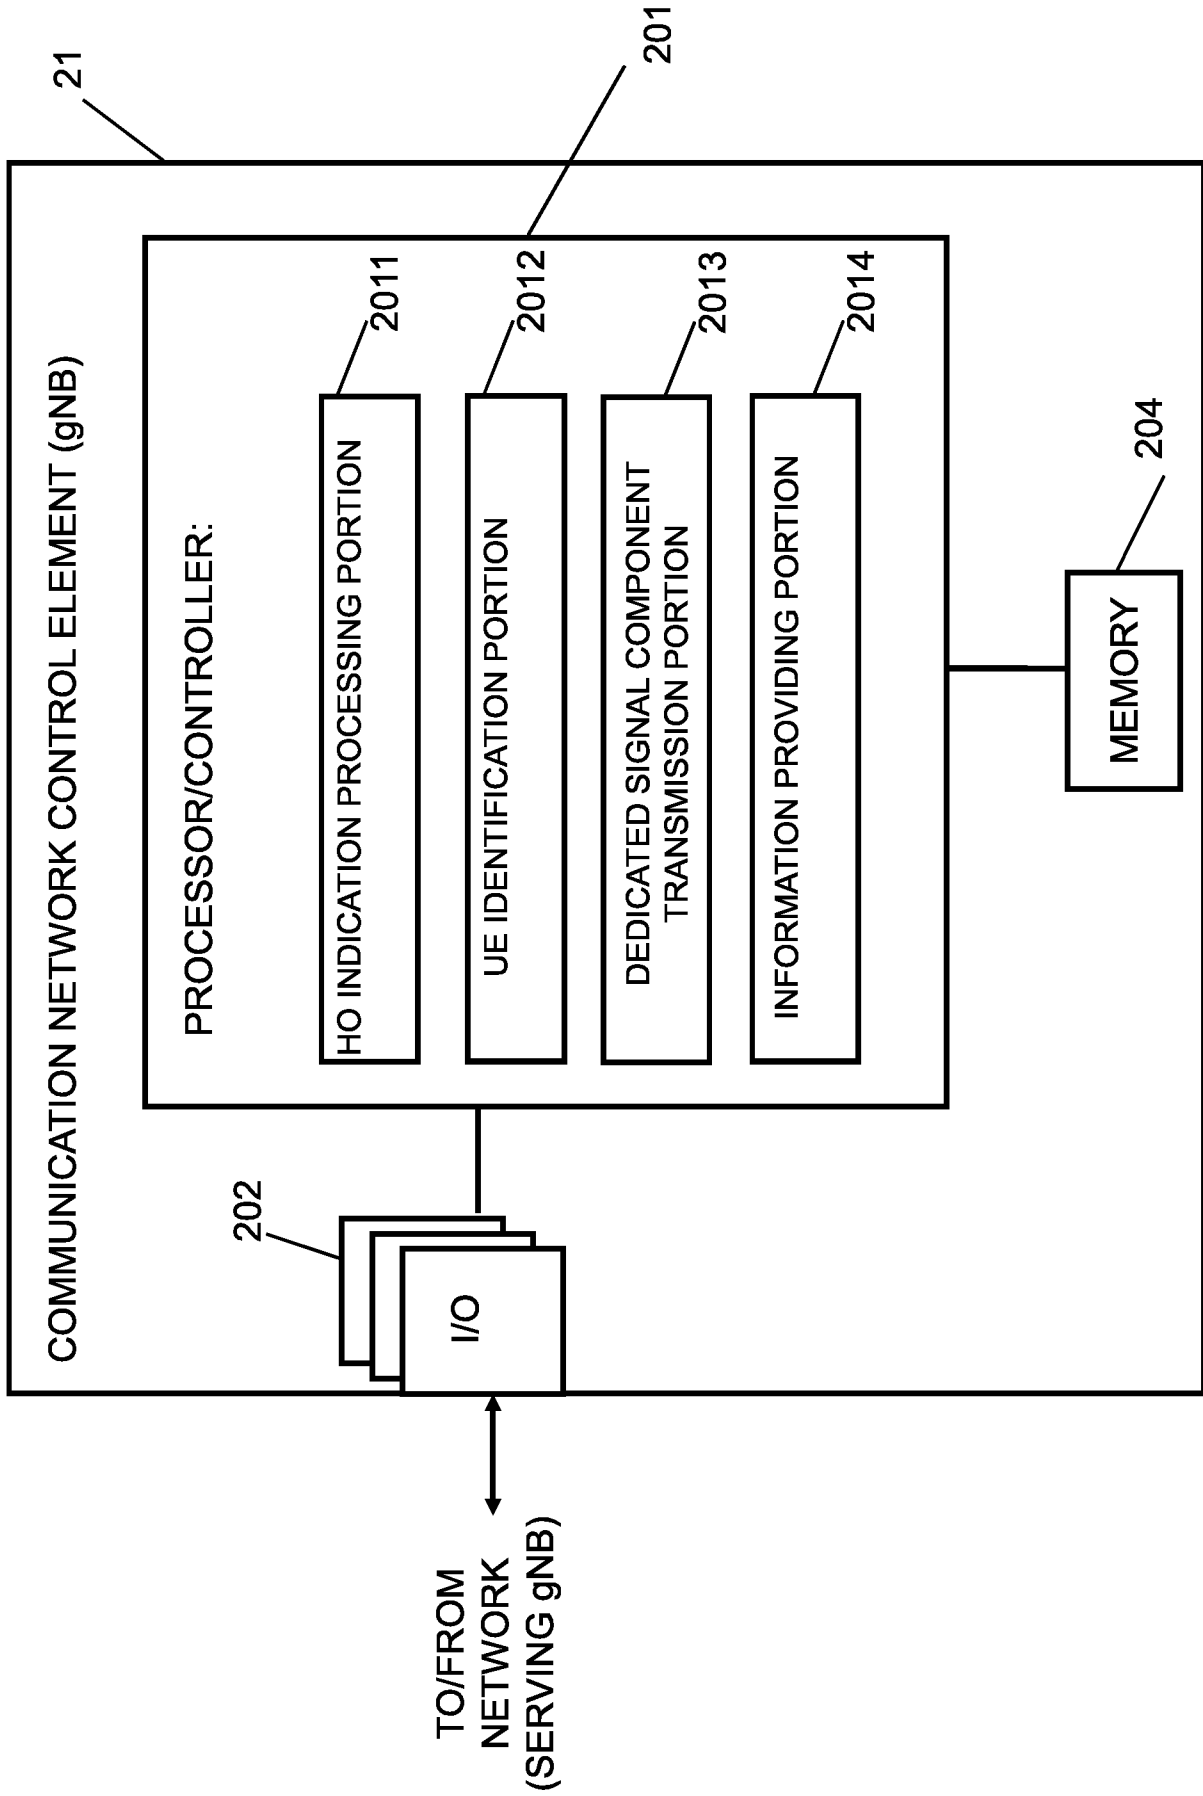 COMMUNICATION NETWORK CONTROL ELEMENT (gNB)
21
PROCESSOR/CONTROLLER:
201
202
HO INDICATION PROCESSING PORTION
2011
I/O
TO/FROM
NETWORK
(SERVING gNB)
UE IDENTIFICATION PORTION
2012
DEDICATED SIGNAL COMPONENT
TRANSMISSION PORTION
2013
INFORMATION PROVIDING PORTION
2014
MEMORY
204